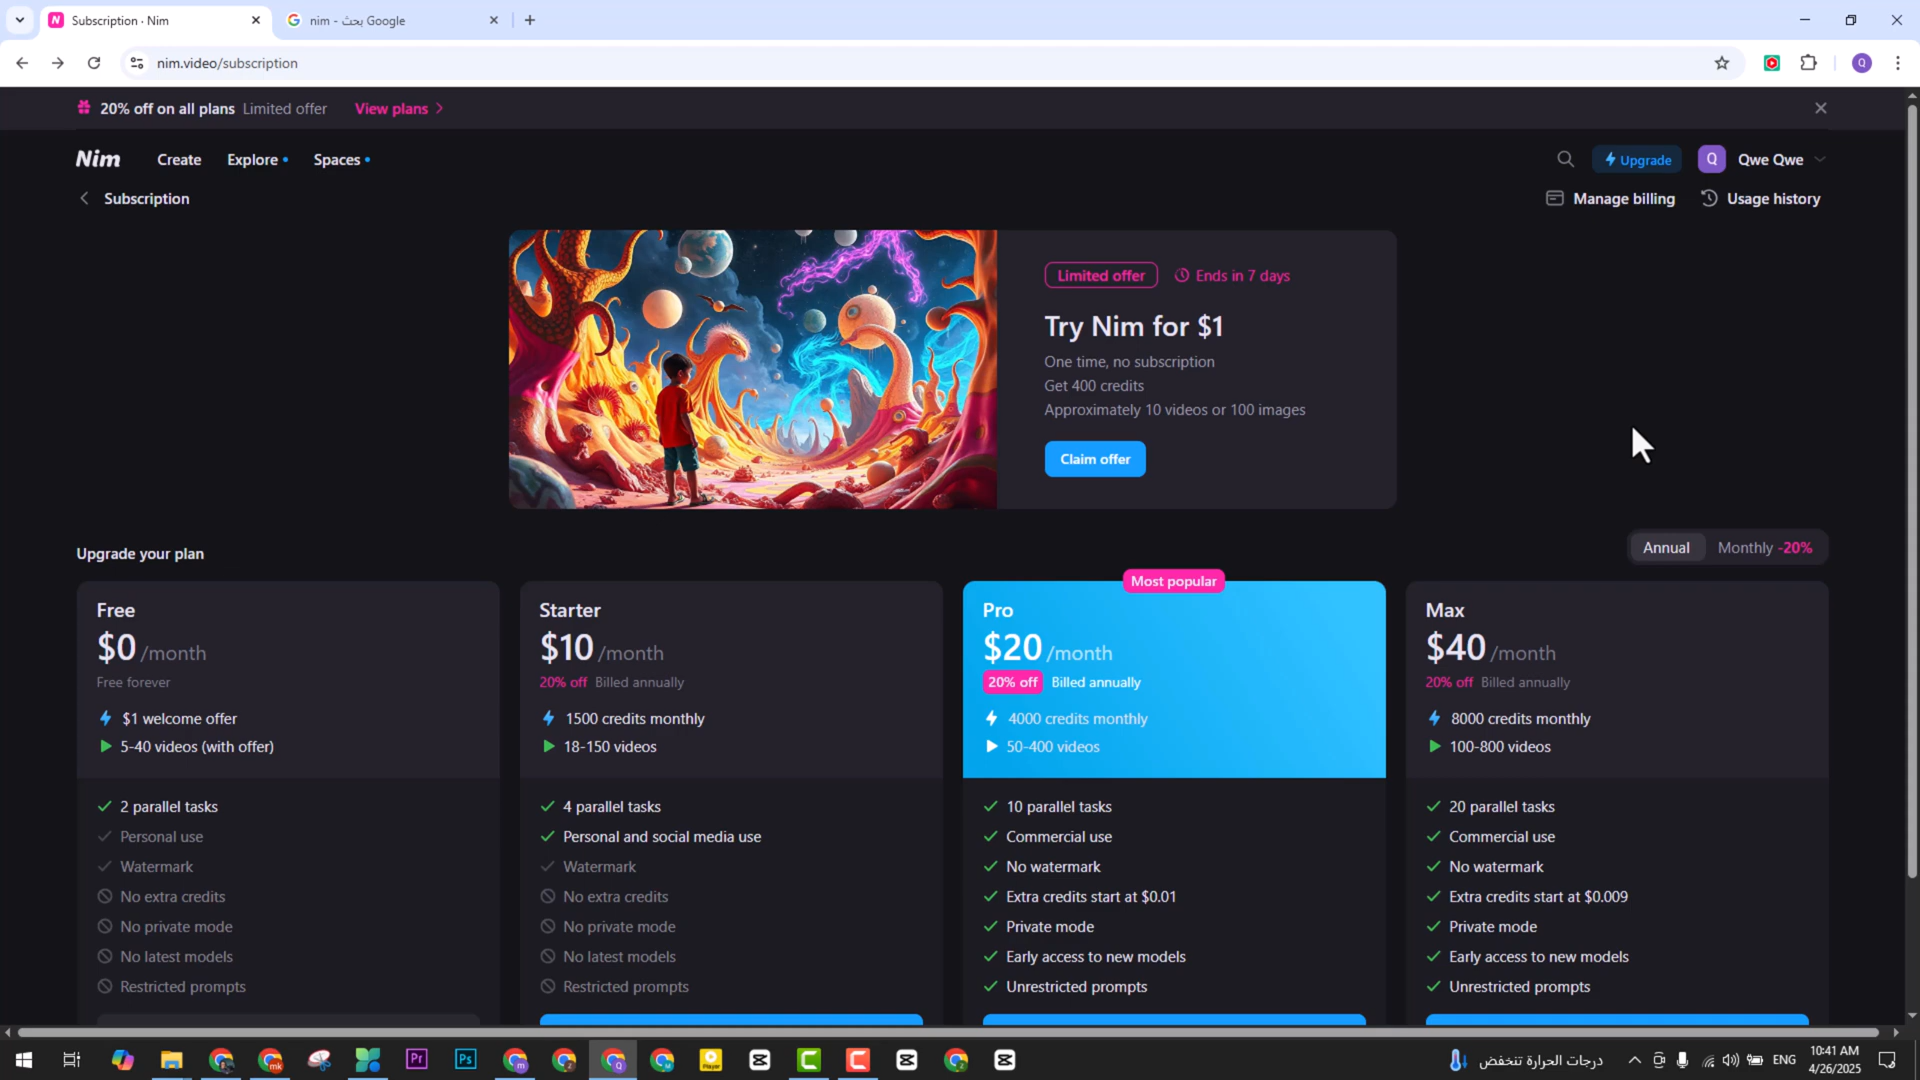 Subscription · Nim
nim - بحث Google
nim.video/subscription
Q
20% off on all plans Limited offer View plans
Nim Create Explore Spaces
Upgrade Q Qwe Qwe
Subscription
Manage billing Usage history
Limited offer Ends in 7 days
Try Nim for $1
One time, no subscription
Get 400 credits
Approximately 10 videos or 100 images
Claim offer
Upgrade your plan
Annual Monthly -20%
Free
$0 /month
Free forever
$1 welcome offer
5-40 videos (with offer)
2 parallel tasks
Personal use
Watermark
No extra credits
No private mode
No latest models
Restricted prompts
Starter
$10 /month
20% off Billed annually
1500 credits monthly
18-150 videos
4 parallel tasks
Personal and social media use
Watermark
No extra credits
No private mode
No latest models
Restricted prompts
Most popular
Pro
$20 /month
20% off Billed annually
4000 credits monthly
50-400 videos
10 parallel tasks
Commercial use
No watermark
Extra credits start at $0.01
Private mode
Early access to new models
Unrestricted prompts
Max
$40 /month
20% off Billed annually
8000 credits monthly
100-800 videos
20 parallel tasks
Commercial use
No watermark
Extra credits start at $0.009
Private mode
Early access to new models
Unrestricted prompts
Pr
Ps
Player
درجات الحرارة تنخفض
ENG
10:41 AM
4/26/2025